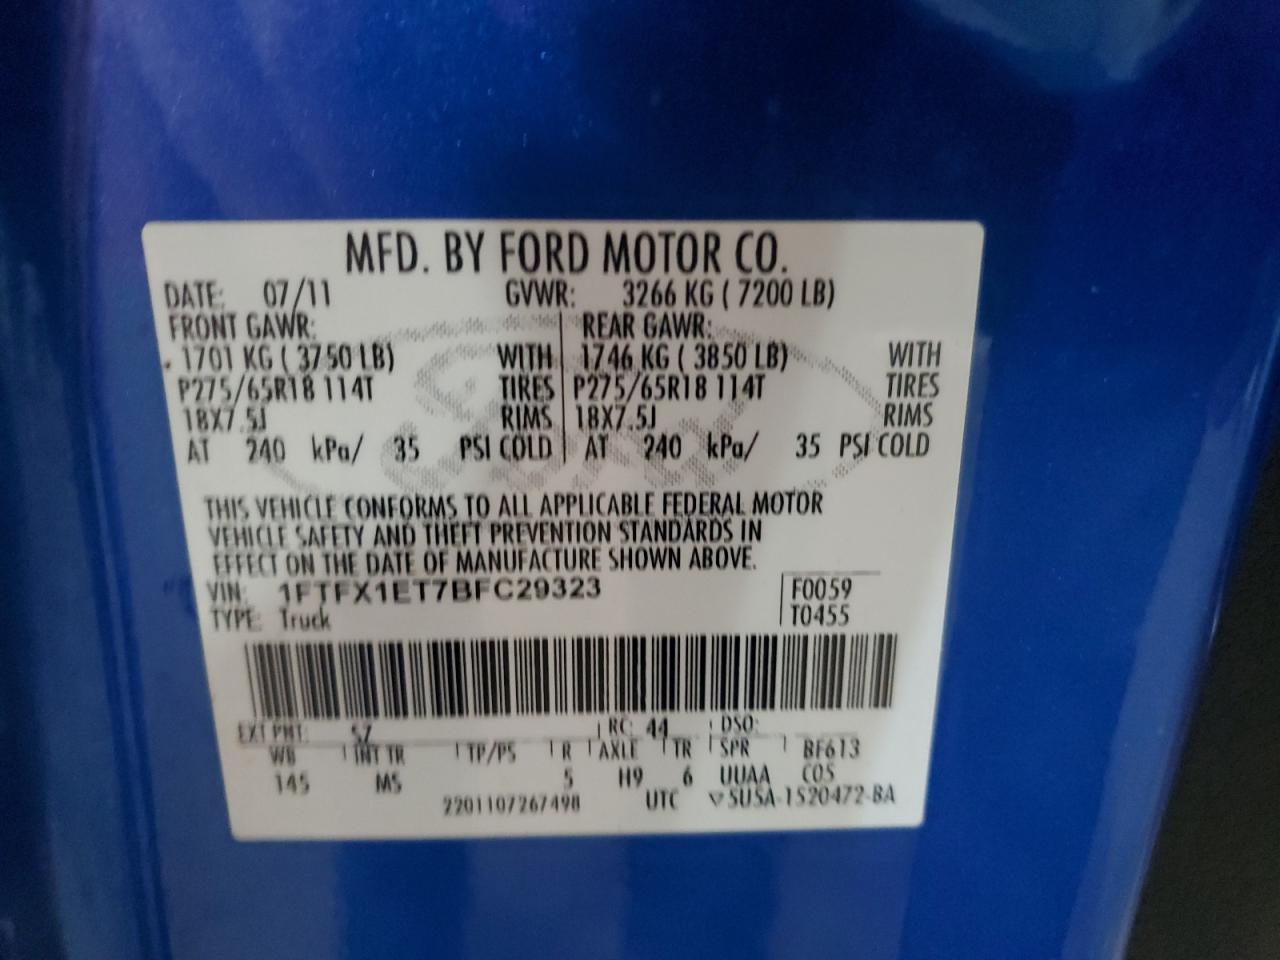 MFD. BY FORD MOTOR CO.
DATE: 07/11 GVWR: 3266 KG ( 7200 LB)
FRONT GAWR: REAR GAWR:
1701 KG ( 3750 LB) WITH 1746 KG ( 3850 LB) WITH
P275/65R18 114T TIRES P275/65R18 114T TIRES
18X7.5J RIMS 18X7.5J RIMS
AT 240 kPa/ 35 PSI COLD AT 240 kPa/ 35 PSI COLD
THIS VEHICLE CONFORMS TO ALL APPLICABLE FEDERAL MOTOR
VEHICLE SAFETY AND THEFT PREVENTION STANDARDS IN
EFFECT ON THE DATE OF MANUFACTURE SHOWN ABOVE.
VIN: 1FTFX1ET7BFC29323 F0059
TYPE: Truck T0455
EXT PNT: SZ RC: 44 DSO:
WB INT TR TP/PS R AXLE TR SPR BF613
145 MS 5 H9 6 UUAA C05
2201107267498 UTC ▽SU5A-1520472-BA